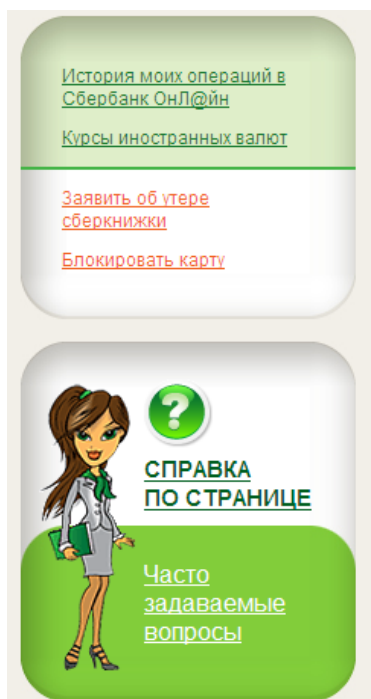 История моих операций в
Сбербанк ОнЛ@йн
Курсы иностранных валют
Заявить об утере
сберкнижки
Блокировать карту
?
СПРАВКА
ПО СТРАНИЦЕ
Часто
задаваемые
вопросы